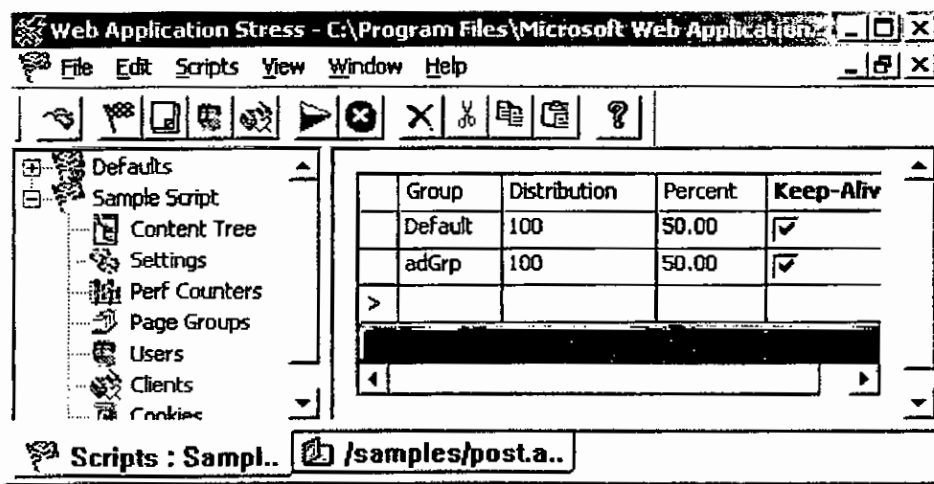 Web Application Stress - C:\Program Files\Microsoft Web Application
File Edit Scripts View Window Help
Defaults
Sample Script
Content Tree
Settings
Perf Counters
Page Groups
Users
Clients
Cookies
Group Distribution Percent Keep-Aliv
Default 100 50.00
adGrp 100 50.00
>
Scripts : Sampl.. /samples/post.a..